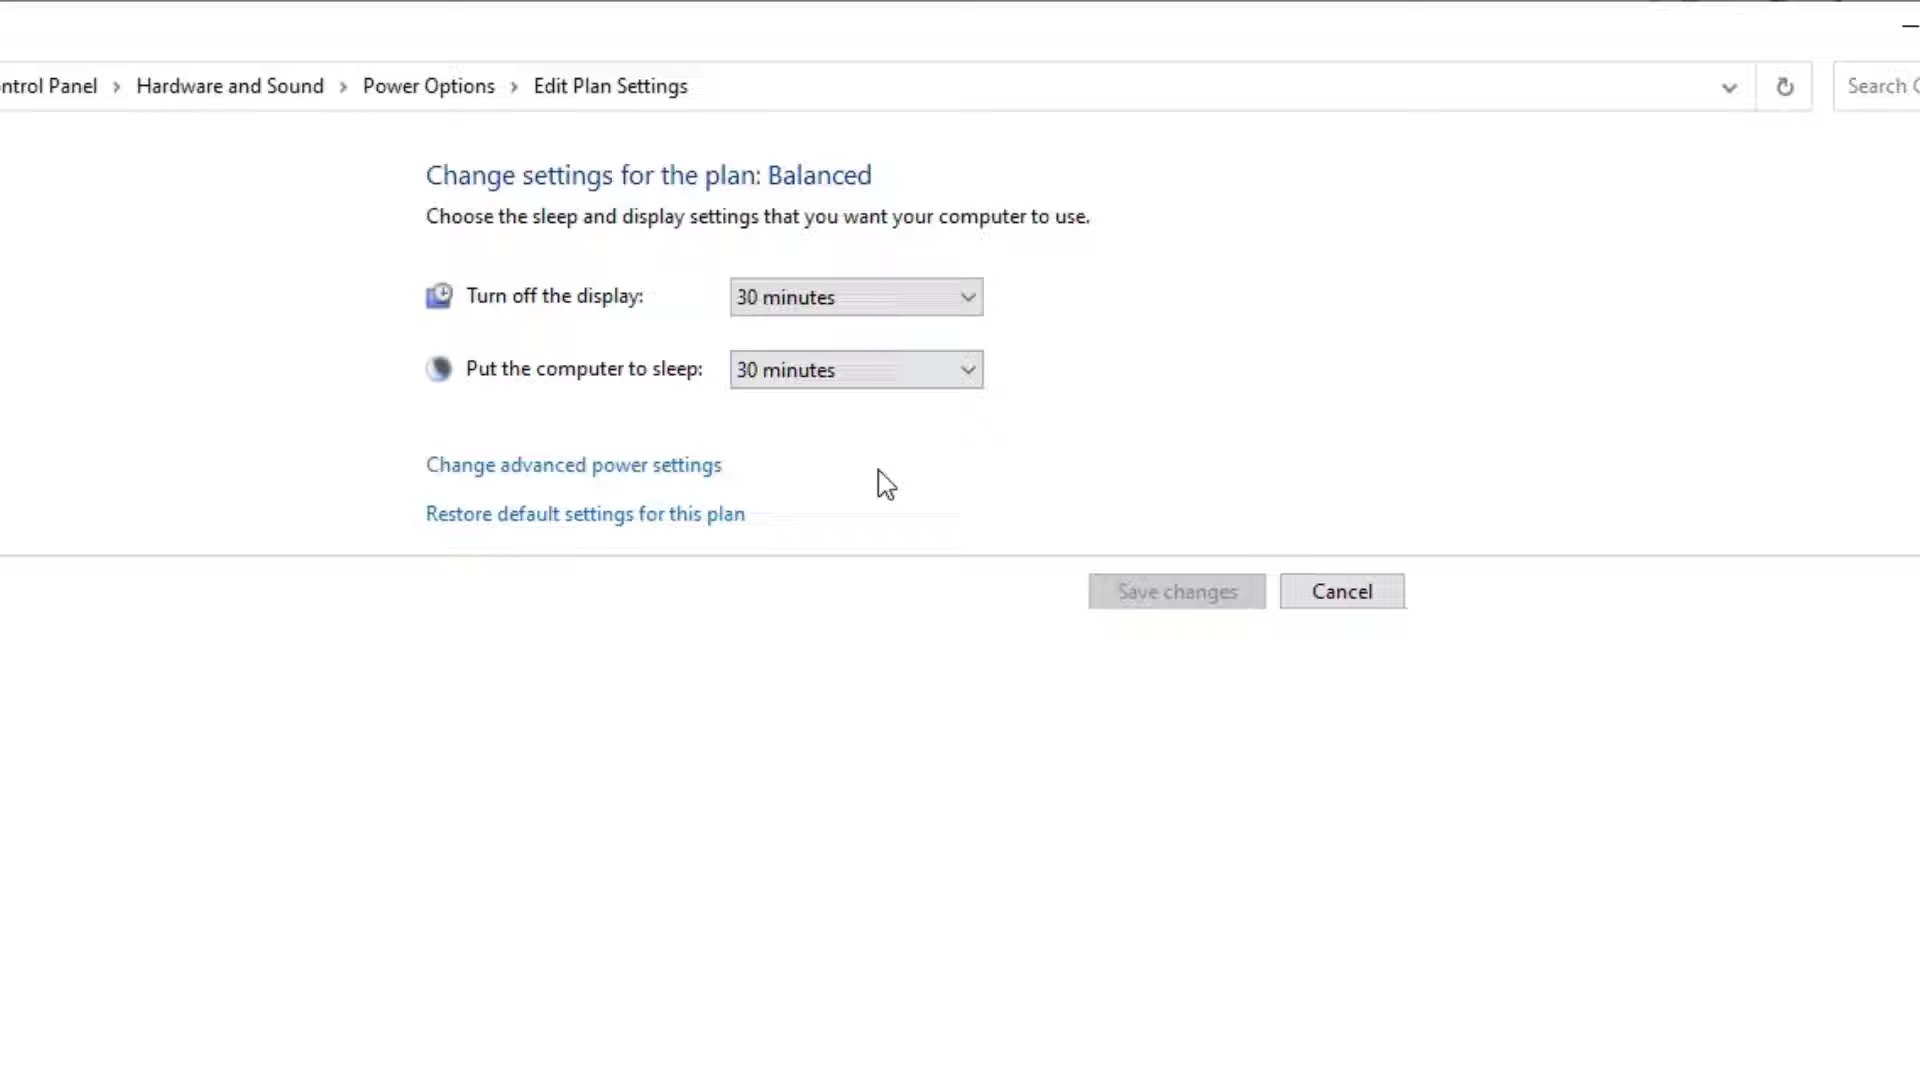 ntrol Panel > Hardware and Sound > Power Options > Edit Plan Settings
Search
Change settings for the plan: Balanced
Choose the sleep and display settings that you want your computer to use.
Turn off the display: 30 minutes
Put the computer to sleep: 30 minutes
Change advanced power settings
Restore default settings for this plan
Save changes Cancel